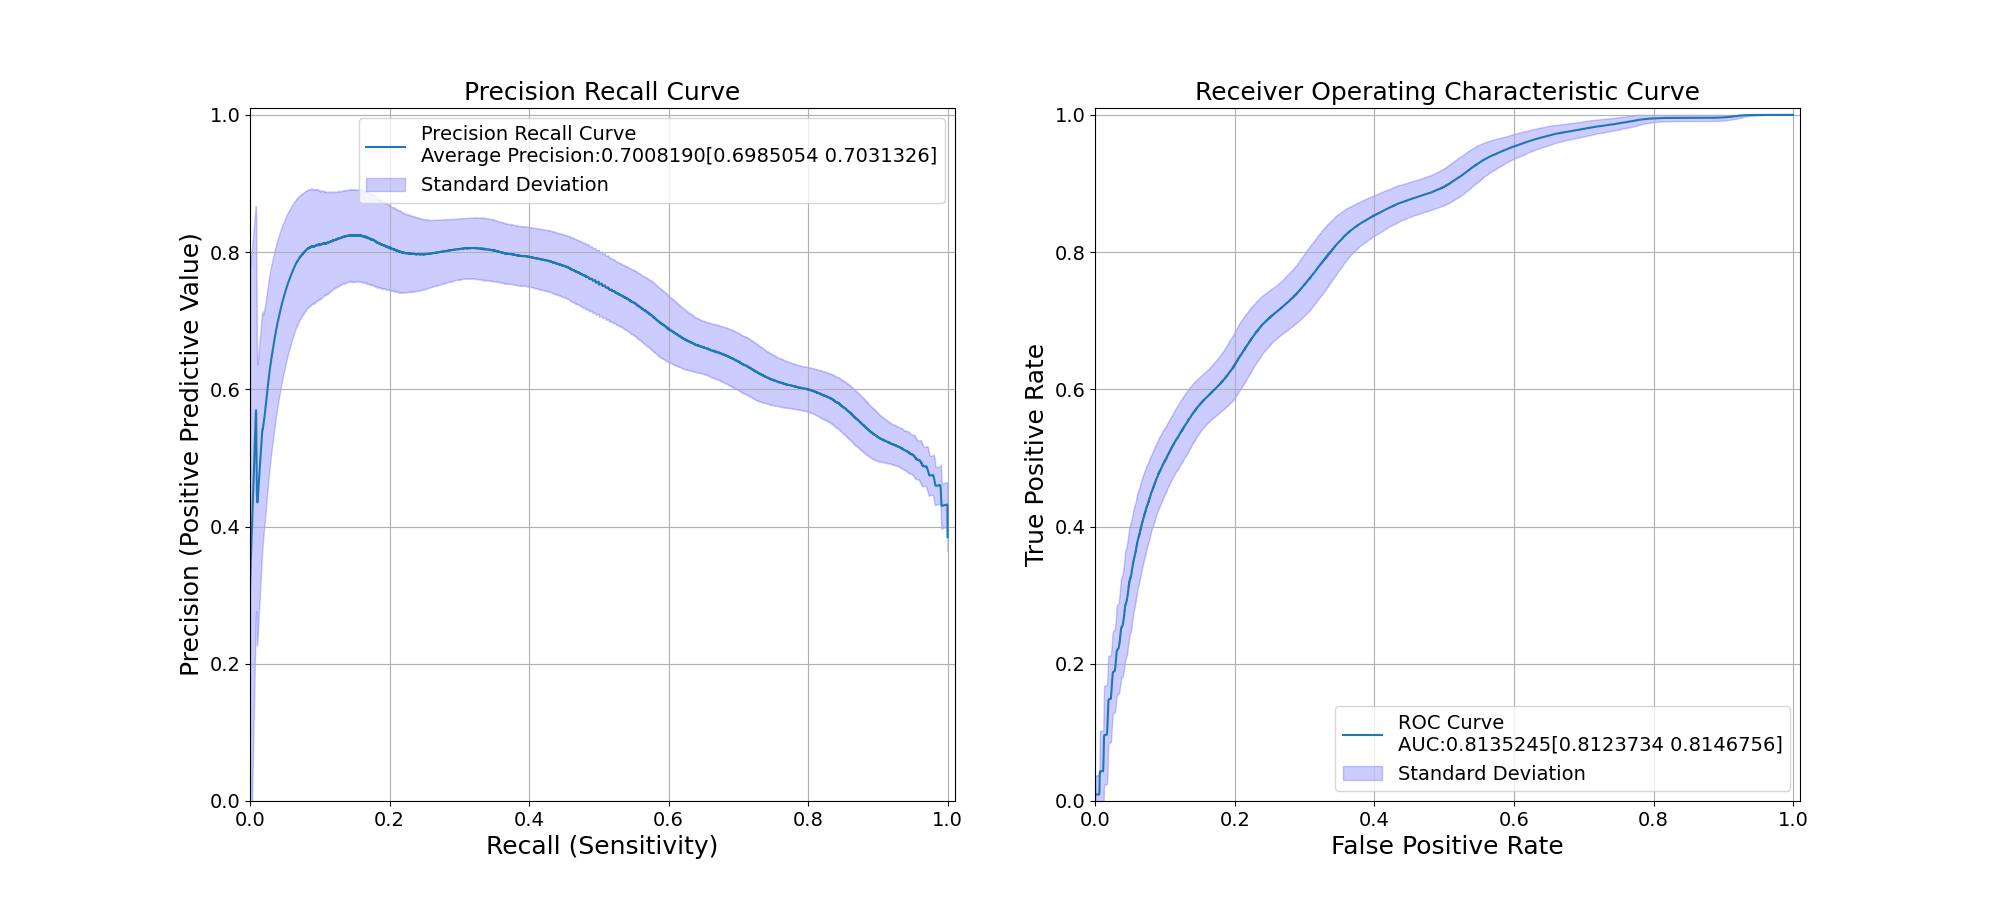 Precision Recall Curve
Precision (Positive Predictive Value)
1.0
0.8
0.6
0.4
0.2
0.0
Precision Recall Curve
Average Precision:0.7008190[0.6985054 0.7031326]
Standard Deviation
0.0 0.2 0.4 0.6 0.8 1.0
Recall (Sensitivity)
Receiver Operating Characteristic Curve
True Positive Rate
1.0
0.8
0.6
0.4
0.2
0.0
ROC Curve
AUC:0.8135245[0.8123734 0.8146756]
Standard Deviation
0.0 0.2 0.4 0.6 0.8 1.0
False Positive Rate